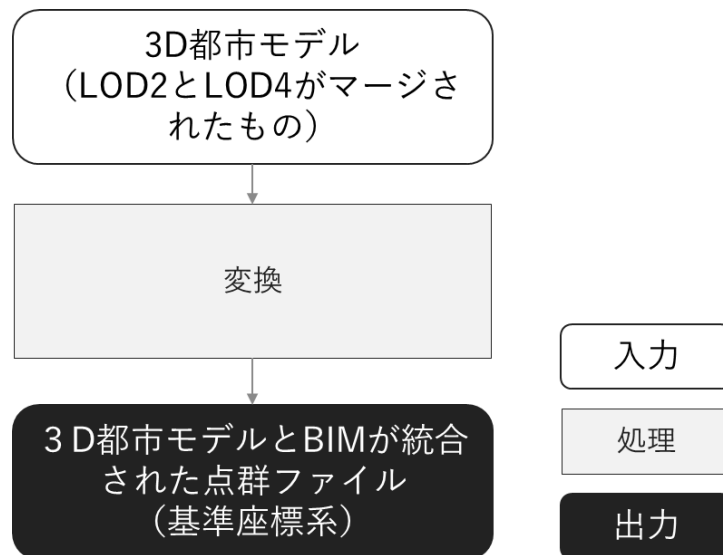 3D都市モデル
（LOD2とLOD4がマージさ
れたもの）
変換
３D都市モデルとBIMが統合
された点群ファイル
（基準座標系）
入力
処理
出力